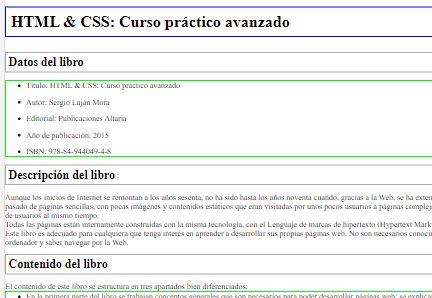 HTML & CSS: Curso práctico avanzado
Datos del libro
Título: HTML & CSS: Curso práctico avanzado
Autor: Sergio Luján Mora
Editorial: Publicaciones Altaria
Año de publicación: 2015
ISBN: 978-84-944049-4-8
Descripción del libro
Aunque los inicios de Internet se remontan a los años sesenta, no ha sido hasta los años noventa cuando, gracias a la Web, se ha exten
pasado de páginas sencillas, con pocas imágenes y contenidos estáticos que eran visitadas por unos pocos usuarios a páginas complej
de usuarios al mismo tiempo.
Todas las páginas están internamente construidas con la misma tecnología, con el Lenguaje de marcas de hipertexto (Hypertext Mark
Este libro es adecuado para cualquiera que tenga interés en aprender a desarrollar sus propias páginas web. No son necesarios conoci
ordenador y saber navegar por la Web.
Contenido del libro
El contenido de este libro se estructura en tres apartados bien diferenciados:
En la primera parte del libro se trabajan conceptos generales que son necesarios para poder desarrollar páginas web: se explic